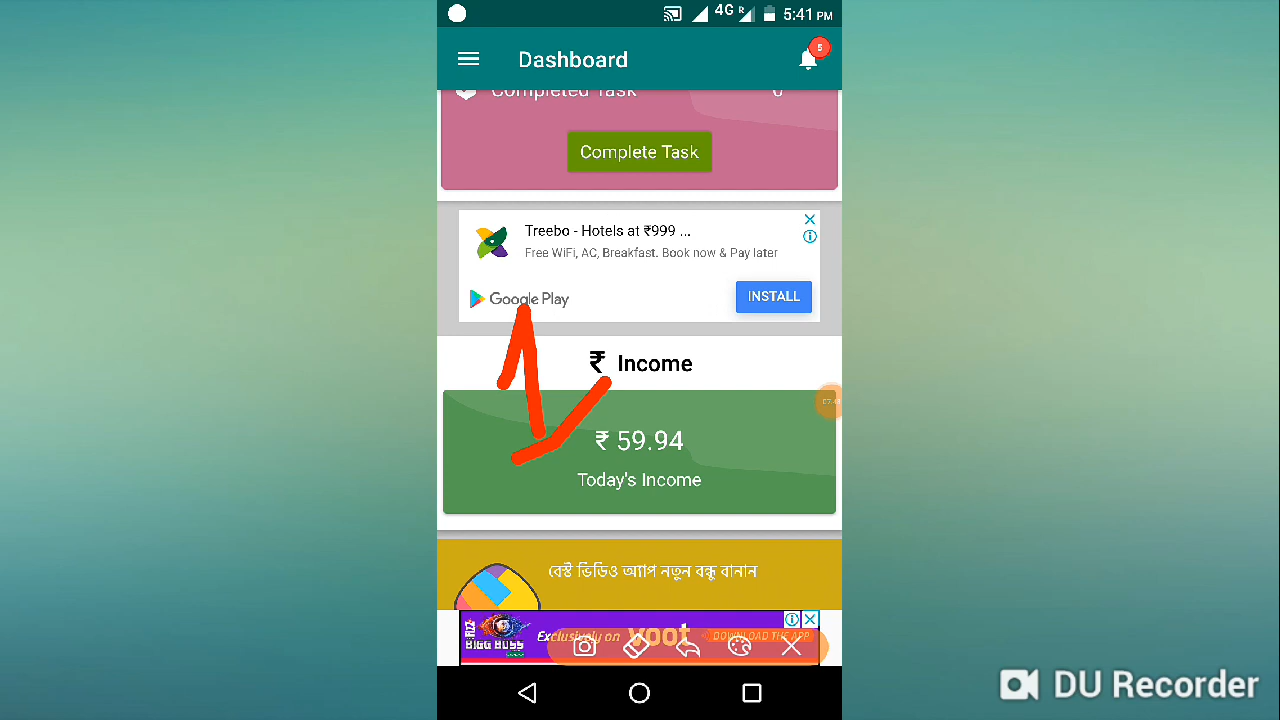 4G R 5:41 PM
Dashboard
5
Completed Task
Complete Task
Treebo - Hotels at ₹999 ...
Free WiFi, AC, Breakfast. Book now & Pay later
Google Play
INSTALL
₹ Income
07:48
₹ 59.94
Today's Income
বেস্ট ভিডিও অ্যাপ নতুন বন্ধু বানান
BIGG BOSS
Exclusively on voot
DOWNLOAD THE APP
DU Recorder